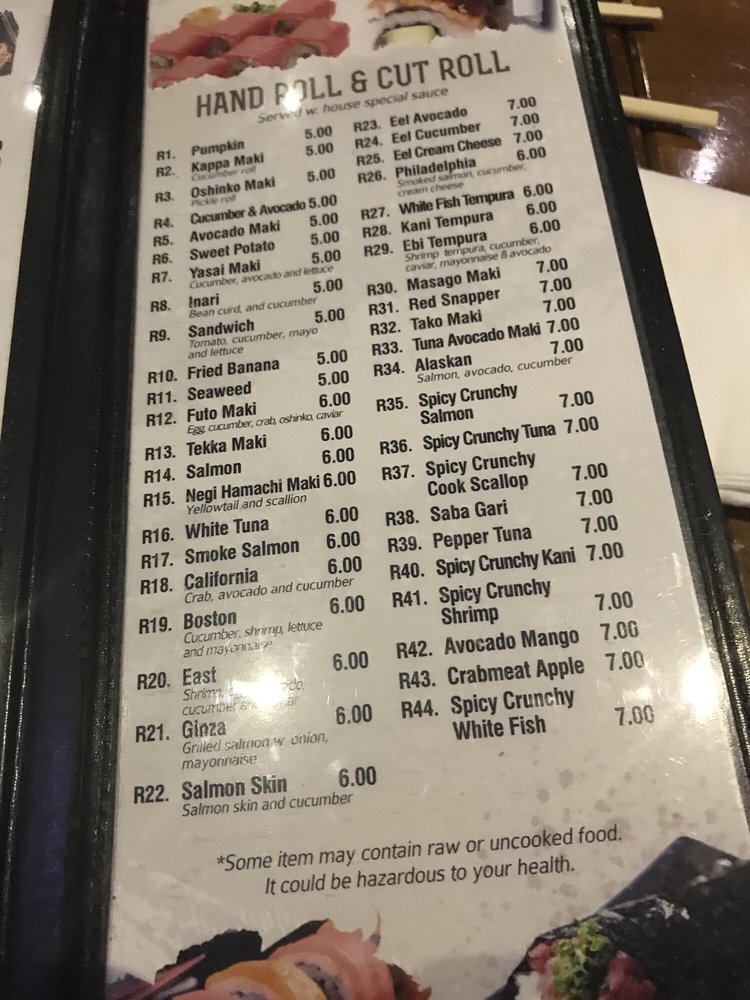 HAND ROLL & CUT ROLL
Served w. house special sauce
R1. Pumpkin 5.00
R2. Kappa Maki 5.00
Cucumber roll
R3. Oshinko Maki 5.00
Pickle roll
R4. Cucumber & Avocado 5.00
R5. Avocado Maki 5.00
R6. Sweet Potato 5.00
R7. Yasai Maki 5.00
Cucumber, avocado and lettuce
R8. Inari 5.00
Bean curd, and cucumber
R9. Sandwich 5.00
Tomato, cucumber, mayo
and lettuce
R10. Fried Banana 5.00
R11. Seaweed 5.00
R12. Futo Maki 6.00
Egg, cucumber, crab, oshinko, caviar
R13. Tekka Maki 6.00
R14. Salmon 6.00
R15. Negi Hamachi Maki 6.00
Yellowtail and scallion
R16. White Tuna 6.00
R17. Smoke Salmon 6.00
R18. California 6.00
Crab, avocado and cucumber
R19. Boston 6.00
Cucumber, shrimp, lettuce
and mayonnaise
R20. East 6.00
Shrimp,
cucumber
R21. Ginza 6.00
Grilled salmon w onion,
mayonnaise
R22. Salmon Skin 6.00
Salmon skin and cucumber
R23. Eel Avocado 7.00
R24. Eel Cucumber 7.00
R25. Eel Cream Cheese 7.00
R26. Philadelphia 6.00
Smoked salmon, cucumber,
cream cheese
R27. White Fish Tempura 6.00
R28. Kani Tempura 6.00
R29. Ebi Tempura 6.00
Shrimp tempura, cucumber,
caviar, mayonnaise & avocado
R30. Masago Maki 7.00
R31. Red Snapper 7.00
R32. Tako Maki 7.00
R33. Tuna Avocado Maki 7.00
R34. Alaskan 7.00
Salmon, avocado, cucumber
R35. Spicy Crunchy
Salmon 7.00
R36. Spicy Crunchy Tuna 7.00
R37. Spicy Crunchy
Cook Scallop 7.00
R38. Saba Gari 7.00
R39. Pepper Tuna 7.00
R40. Spicy Crunchy Kani 7.00
R41. Spicy Crunchy
Shrimp 7.00
R42. Avocado Mango 7.00
R43. Crabmeat Apple 7.00
R44. Spicy Crunchy
White Fish 7.00
*Some item may contain raw or uncooked food.
It could be hazardous to your health.